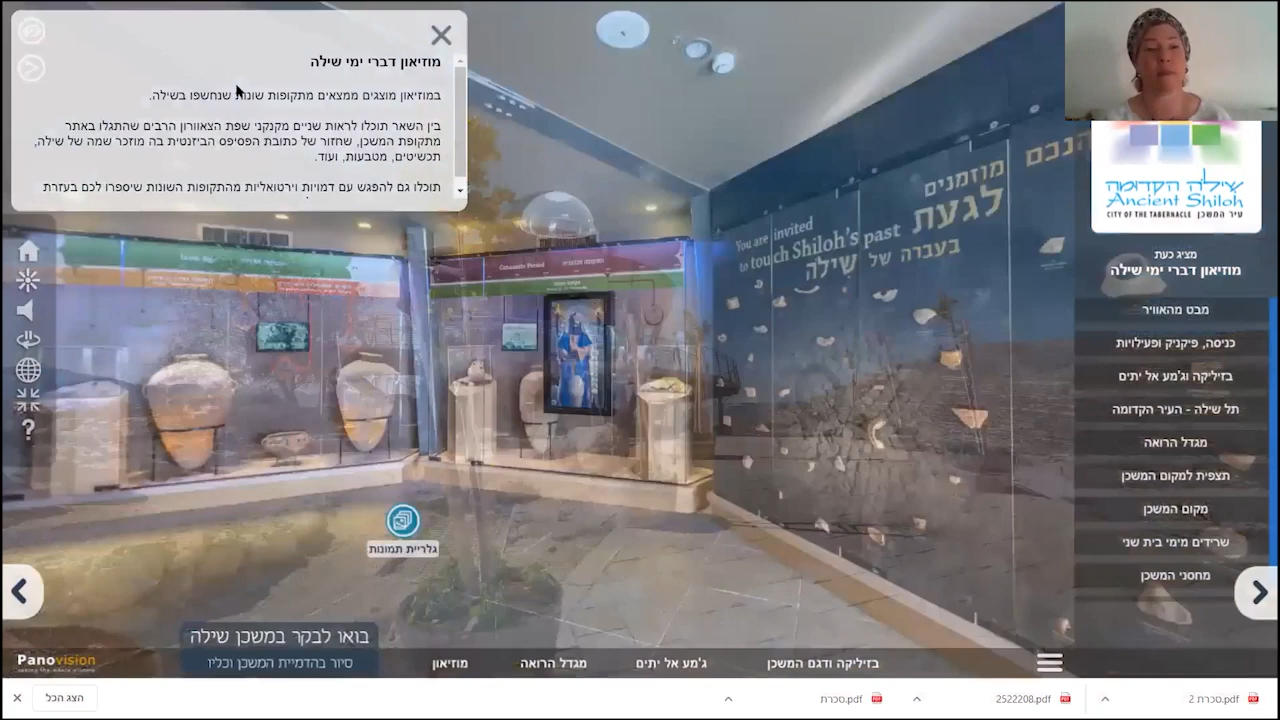 מוזיאון דברי ימי שילה
במוזיאון מוצגים ממצאים מתקופות שונות שנחשפו בשילה.
בין השאר תוכלו לראות שניים מקנקני שפת הצאוורון הרבים שהתגלו באתר
מתקופת המשכן, שחזור של כתובת הפסיפס הביזנטית בה מוזכר שמה של שילה,
תכשיטים, מטבעות, ועוד.
תוכלו גם להפגש עם דמויות וירטואליות מהתקופות השונות שיספרו לכם בעזרת
הנכם
מוזמנים
לגעת
בעברה של שילה
You are invited
to touch Shiloh's past
Canaanite Period
שילה הקדומה
Ancient Shiloh
CITY OF THE TABERNACLE עיר המשכן
מציג כעת
מוזיאון דברי ימי שילה
מבט מהאוויר
כניסה, פיקניק ופעילויות
בזיליקה וג'מע אל יתים
תל שילה - העיר הקדומה
מגדל הרואה
תצפית למקום המשכן
מקום המשכן
שרידים מימי בית שני
מחסני המשכן
גלריית תמונות
בואו לבקר במשכן שילה
סיור בהדמיית המשכן וכליו
בזיליקה ודגם המשכן
ג'מע אל יתים
מגדל הרואה
מוזיאון
Panovision
סכרת 2.pdf
2522208.pdf
סכרת.pdf
הצג הכל